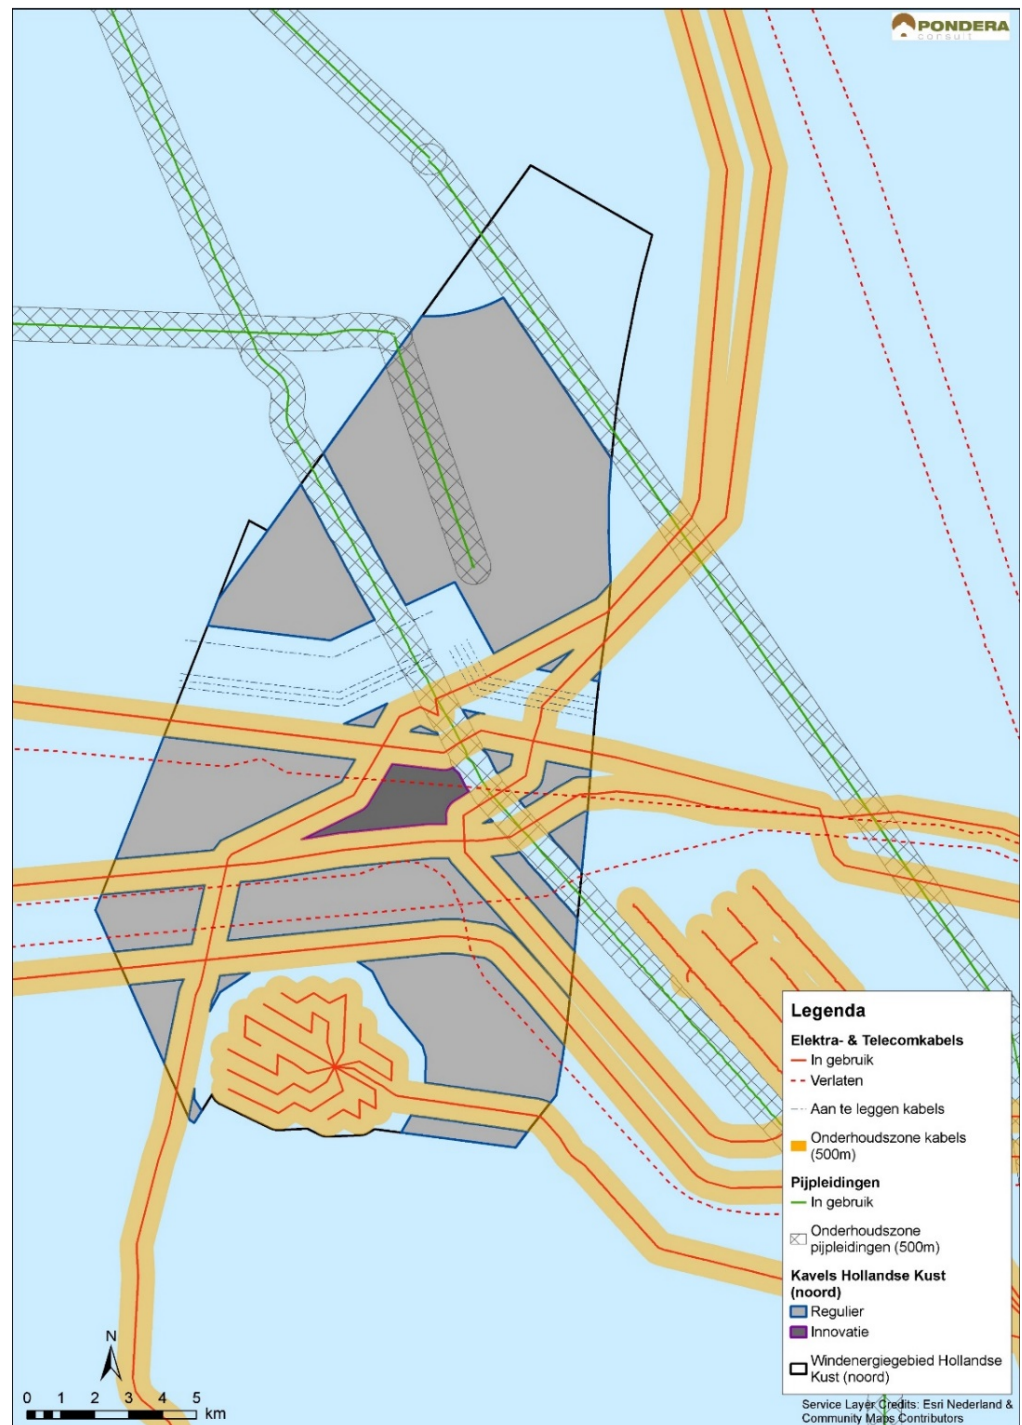 PONDERA
consult
Legenda
Elektra- & Telecomkabels
In gebruik
Verlaten
Aan te leggen kabels
Onderhoudszone kabels
(500m)
Pijpleidingen
In gebruik
Onderhoudszone
pijpleidingen (500m)
Kavels Hollandse Kust
(noord)
Regulier
Innovatie
Windenergiegebied Hollandse
Kust (noord)
N
0 1 2 3 4 5
km
Service Layer Credits: Esri Nederland &
Community Maps Contributors